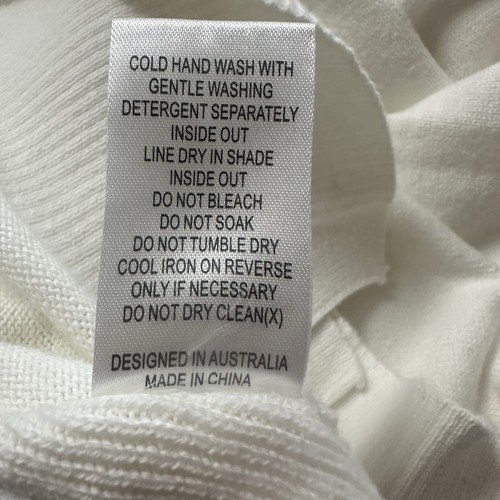 COLD HAND WASH WITH
GENTLE WASHING
DETERGENT SEPARATELY
INSIDE OUT
LINE DRY IN SHADE
INSIDE OUT
DO NOT BLEACH
DO NOT SOAK
DO NOT TUMBLE DRY
COOL IRON ON REVERSE
ONLY IF NECESSARY
DO NOT DRY CLEAN(X)
DESIGNED IN AUSTRALIA
MADE IN CHINA